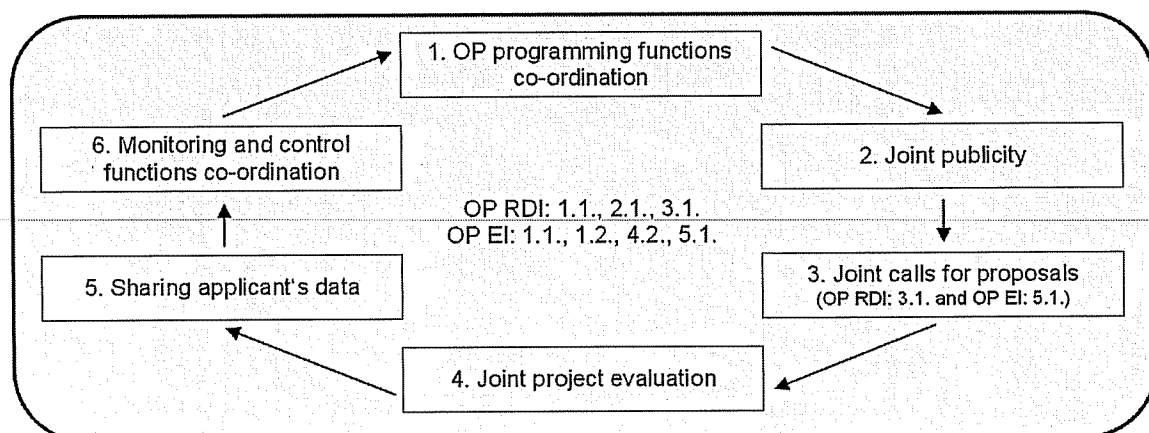 1. OP programming functions
co-ordination
2. Joint publicity
3. Joint calls for proposals
(OP RDI: 3.1. and OP EI: 5.1.)
4. Joint project evaluation
5. Sharing applicant's data
6. Monitoring and control
functions co-ordination
OP RDI: 1.1., 2.1., 3.1.
OP EI: 1.1., 1.2., 4.2., 5.1.